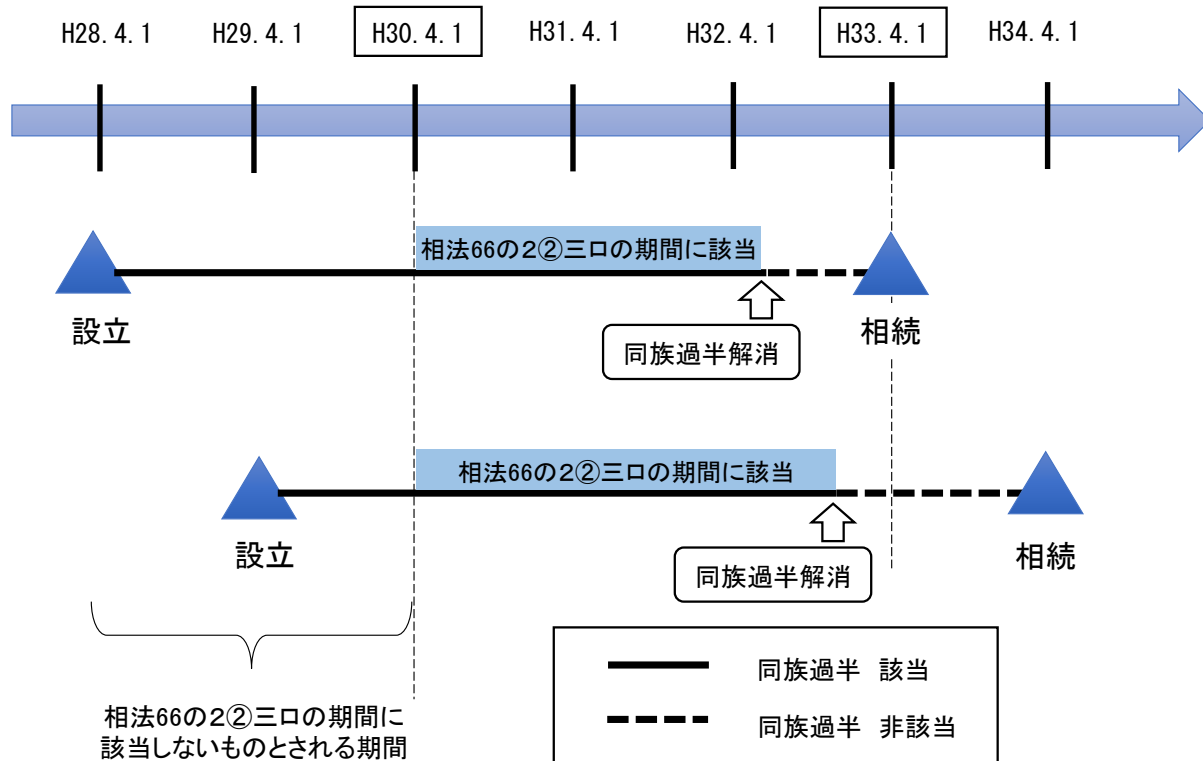 H28.4.1 H29.4.1 H30.4.1 H31.4.1 H32.4.1 H33.4.1 H34.4.1
相法66の2②三ロの期間に該当
設立
同族過半解消
相続
相法66の2②三ロの期間に該当
設立
同族過半解消
相続
相法66の2②三ロの期間に
該当しないものとされる期間
同族過半 該当
同族過半 非該当